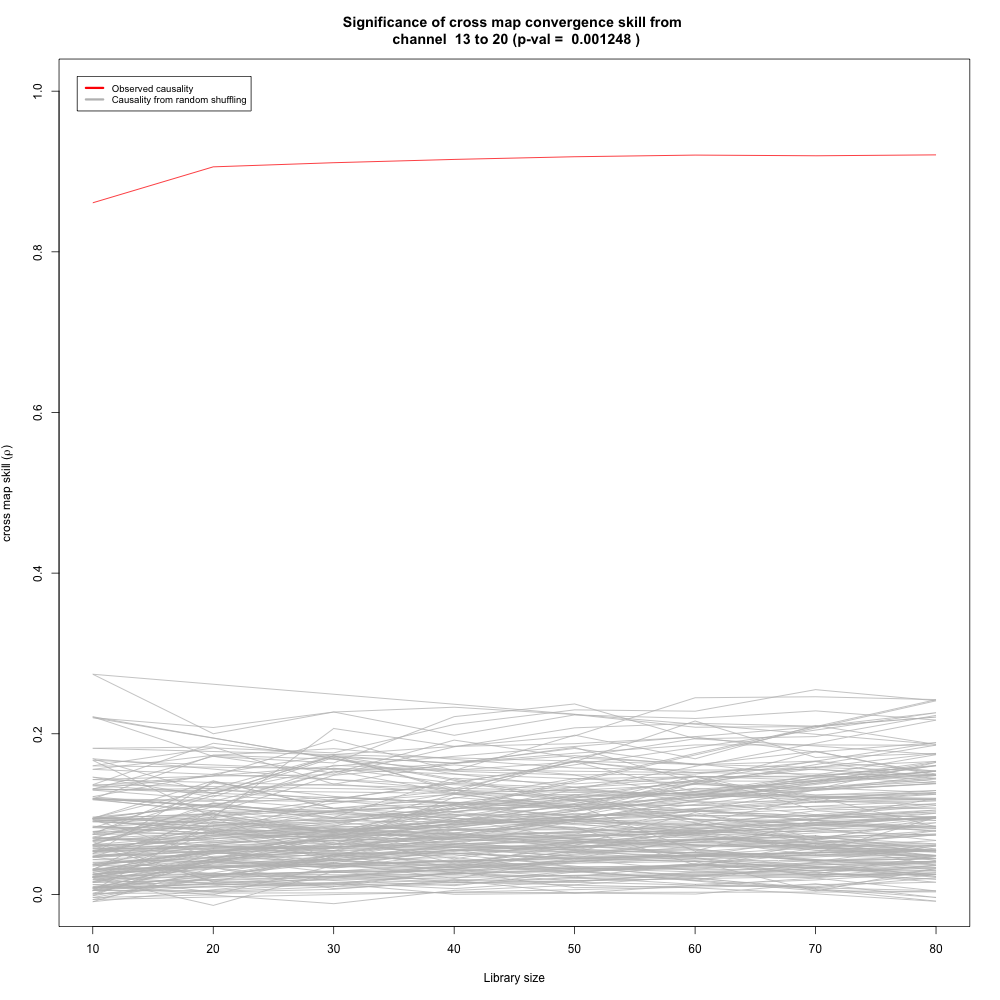 Significance of cross map convergence skill from
channel  13 to 20 (p-val =  0.001248 )
Observed causality
Causality from random shuffling
1.0
0.8
0.6
0.4
0.2
0.0
cross map skill (ρ)
10 20 30 40 50 60 70 80
Library size